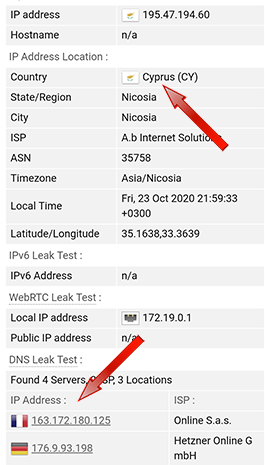 IP address 195.47.194.60
Hostname n/a
IP Address Location :
Country Cyprus (CY)
State/Region Nicosia
City Nicosia
ISP A.b Internet Solutions
ASN 35758
Timezone Asia/Nicosia
Local Time Fri, 23 Oct 2020 21:59:33
+0300
Latitude/Longitude 35.1638,33.3639
IPv6 Leak Test :
IPv6 Address n/a
WebRTC Leak Test :
Local IP address 172.19.0.1
Public IP address n/a
DNS Leak Test :
Found 4 Servers, 3 Locations
IP Address : ISP :
163.172.180.125 Online S.a.s.
176.9.93.198 Hetzner Online G
mbH